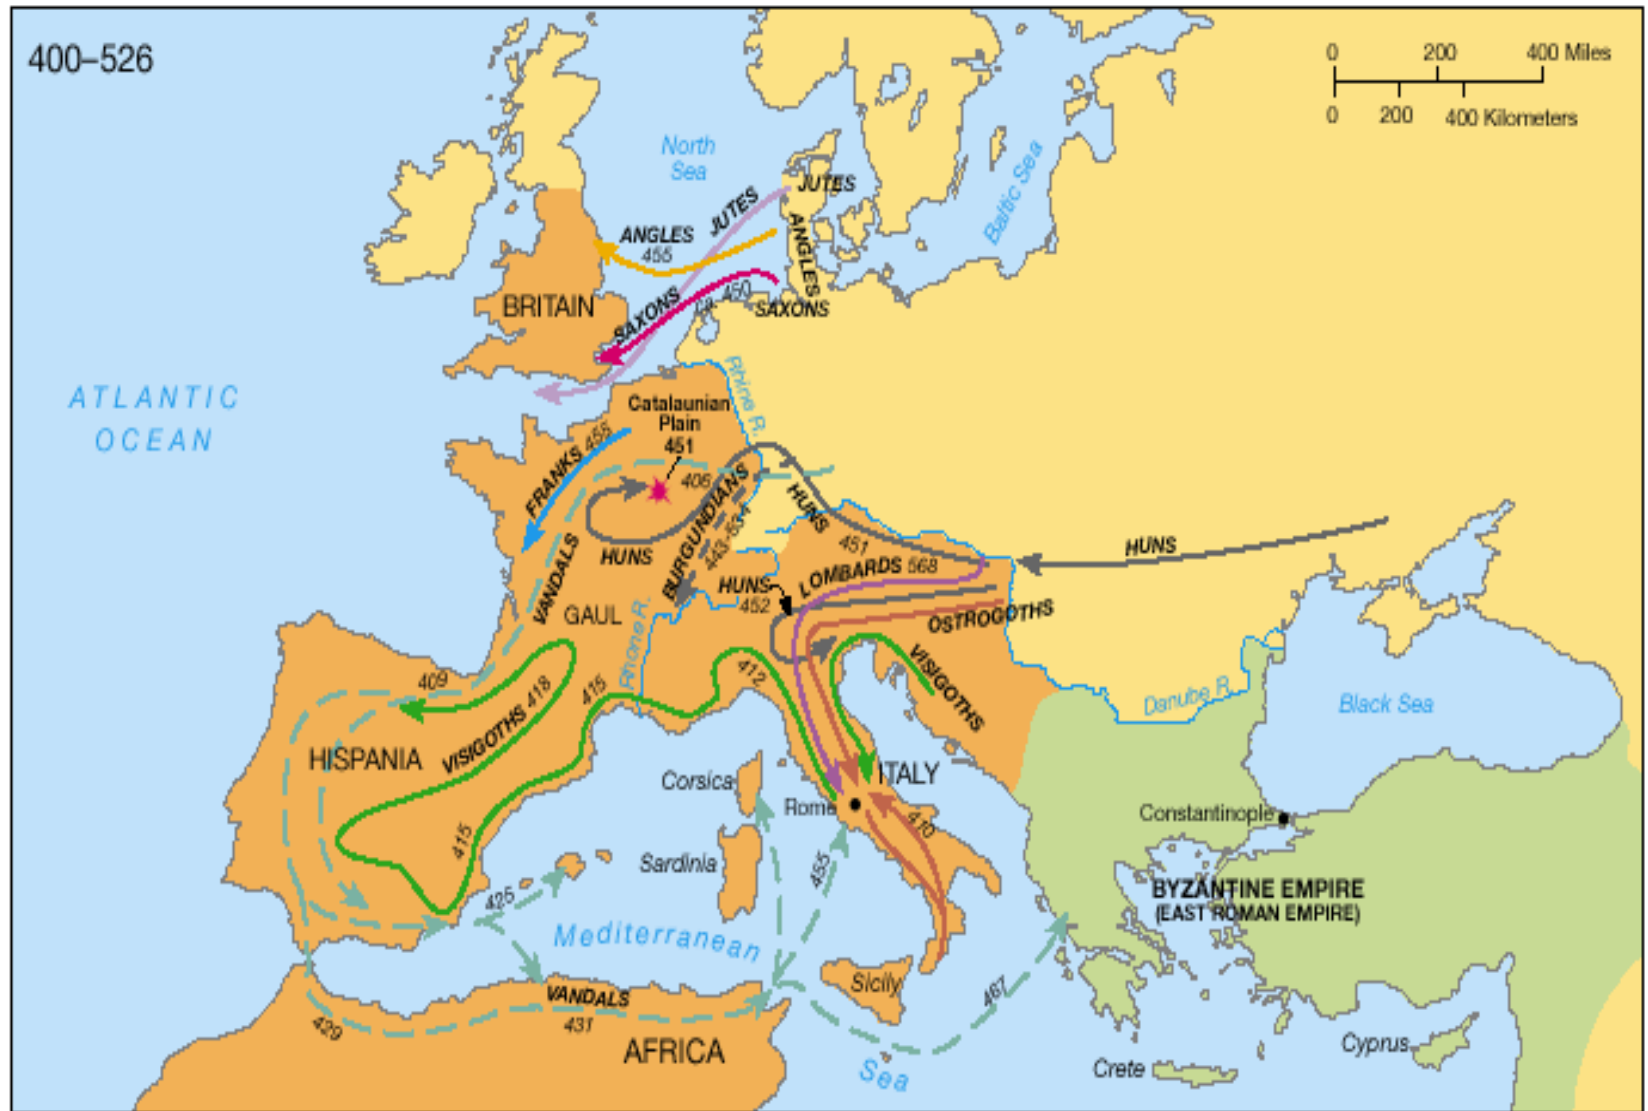 400–526
0 200 400 Miles
0 200 400 Kilometers
North
Sea
Baltic Sea
JUTES
JUTES
ANGLES
455
ANGLES
BRITAIN
SAXONS
ca. 450
SAXONS
ATLANTIC
OCEAN
Rhine R.
Catalaunian
Plain
451
FRANKS 455
406
BURGUNDIANS
443–534
HUNS
451
HUNS
HUNS
VANDALS
HUNS
452
LOMBARDS 568
OSTROGOTHS
GAUL
Rhone R.
VISIGOTHS
409
VISIGOTHS 418
415
412
Danube R.
Black Sea
HISPANIA
ITALY
Corsica
Rome
410
Constantinople
415
Sardinia
455
425
BYZANTINE EMPIRE
(EAST ROMAN EMPIRE)
Mediterranean
Sea
Sicily
VANDALS
431
429
467
AFRICA
Crete
Cyprus